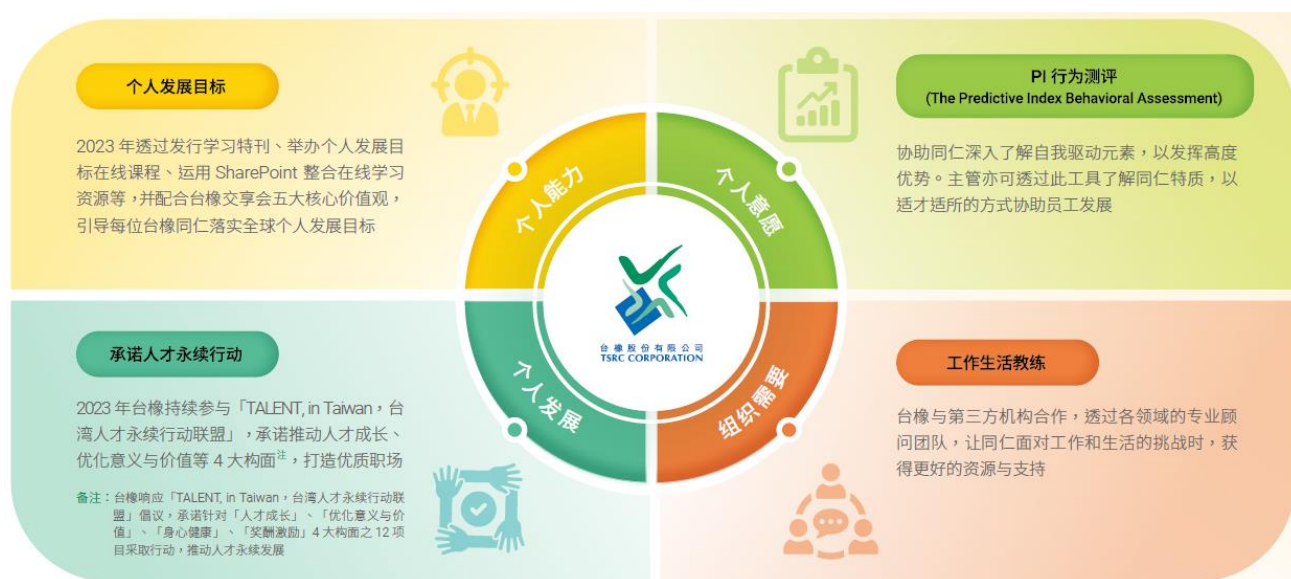 个人发展目标
2023 年透过发行学习特刊、举办个人发展目
标在线课程、运用 SharePoint 整合在线学习
资源等，并配合台橡交享会五大核心价值观，
引导每位台橡同仁落实全球个人发展目标
PI 行为测评
(The Predictive Index Behavioral Assessment)
协助同仁深入了解自我驱动元素，以发挥高度
优势。主管亦可透过此工具了解同仁特质，以
适才适所的方式协助员工发展
个人能力
个人意愿
台橡股份有限公司
TSRC CORPORATION
个人发展
组织需要
承诺人才永续行动
2023 年台橡持续参与「TALENT, in Taiwan，台
湾人才永续行动联盟」，承诺推动人才成长、
优化意义与价值等 4 大构面注，打造优质职场
备注：台橡响应「TALENT, in Taiwan，台湾人才永续行动联
盟」倡议，承诺针对「人才成长」、「优化意义与价
值」、「身心健康」、「奖酬激励」4 大构面之 12 项
目采取行动，推动人才永续发展
工作生活教练
台橡与第三方机构合作，透过各领域的专业顾
问团队，让同仁面对工作和生活的挑战时，获
得更好的资源与支持